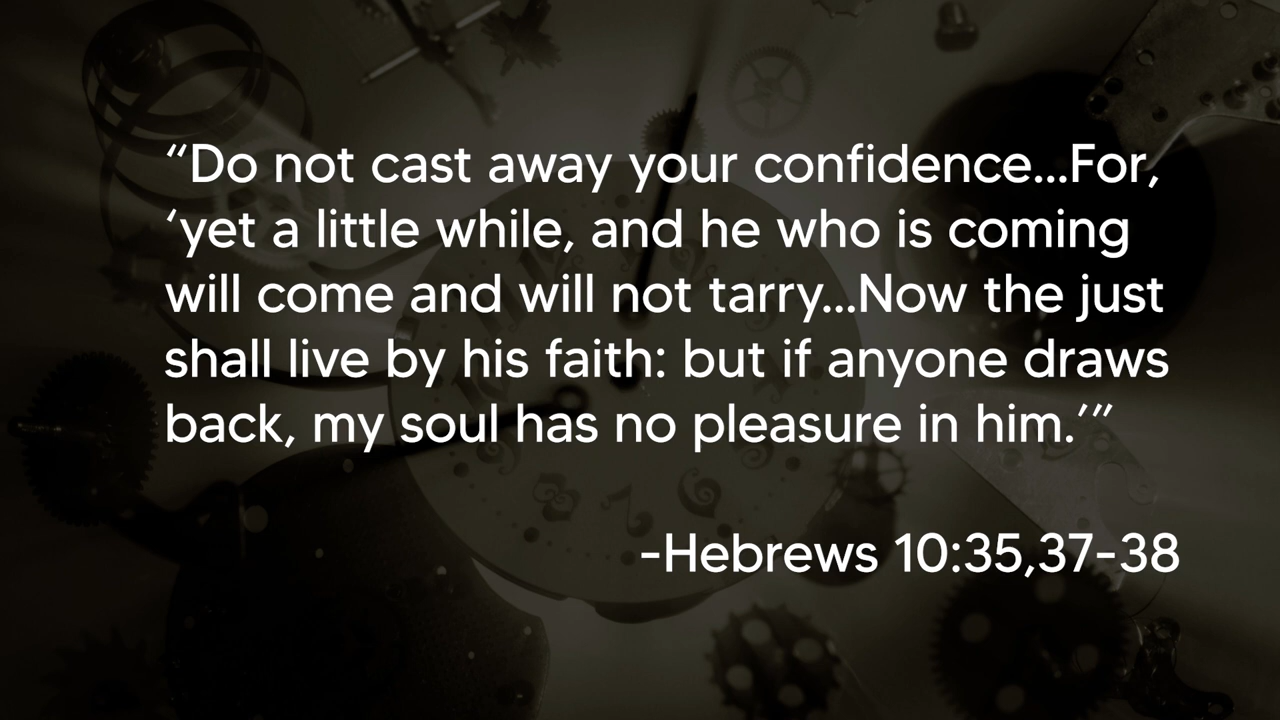 “Do not cast away your confidence...For,
‘yet a little while, and he who is coming
will come and will not tarry...Now the just
shall live by his faith: but if anyone draws
back, my soul has no pleasure in him.’”
-Hebrews 10:35,37-38